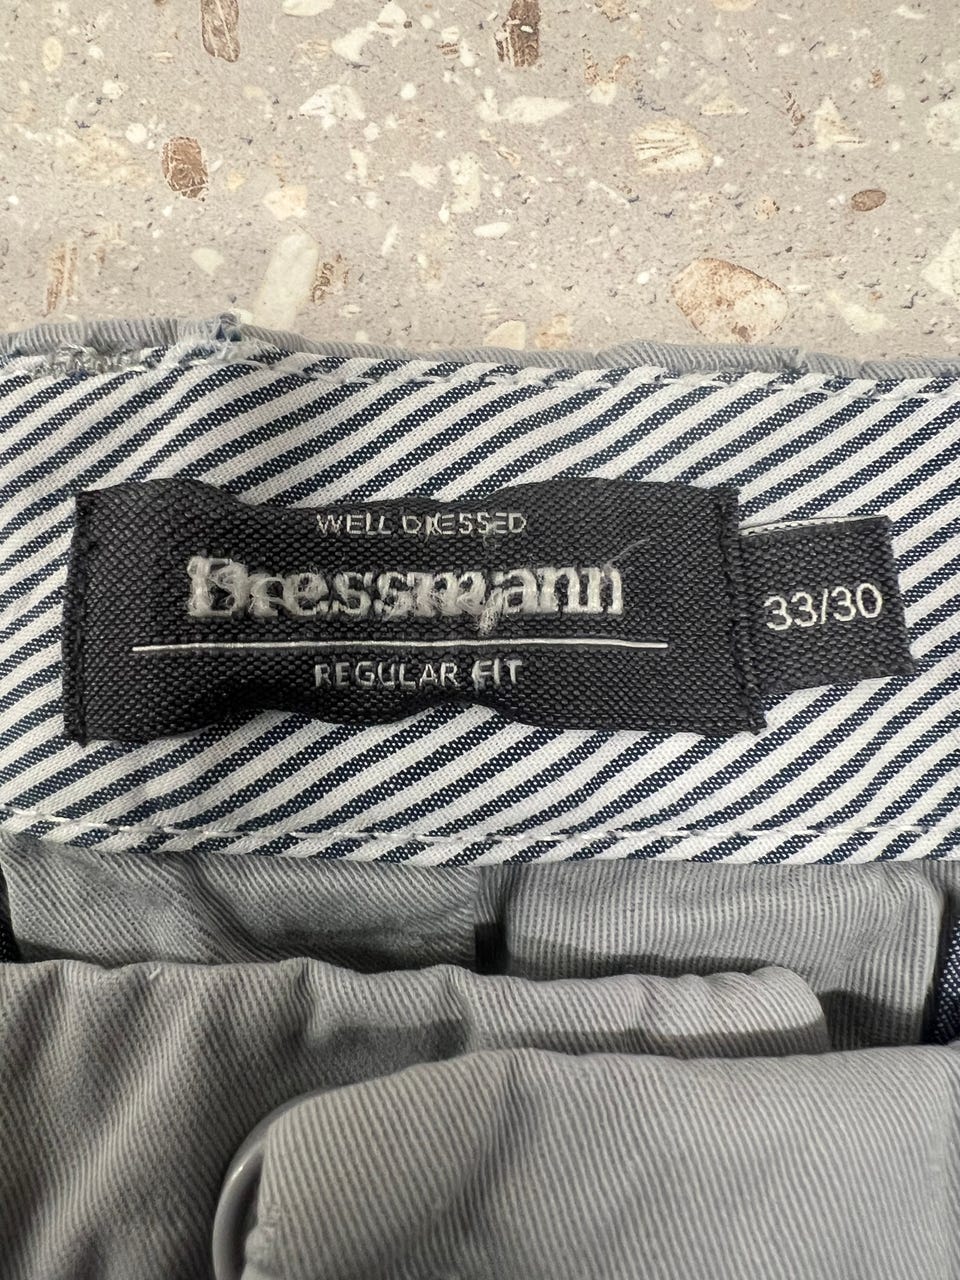 WELL DRESSED
Dressmann
REGULAR FIT
33/30